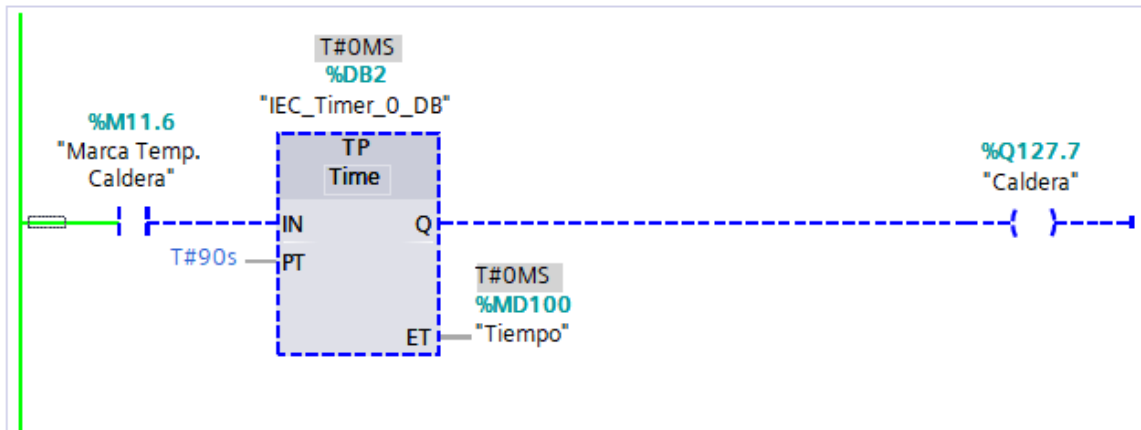 T#0MS
%DB2
"IEC_Timer_0_DB"
%M11.6
"Marca Temp.
Caldera"
TP
Time
%Q127.7
"Caldera"
IN
Q
T#90s
PT
T#0MS
%MD100
ET
"Tiempo"